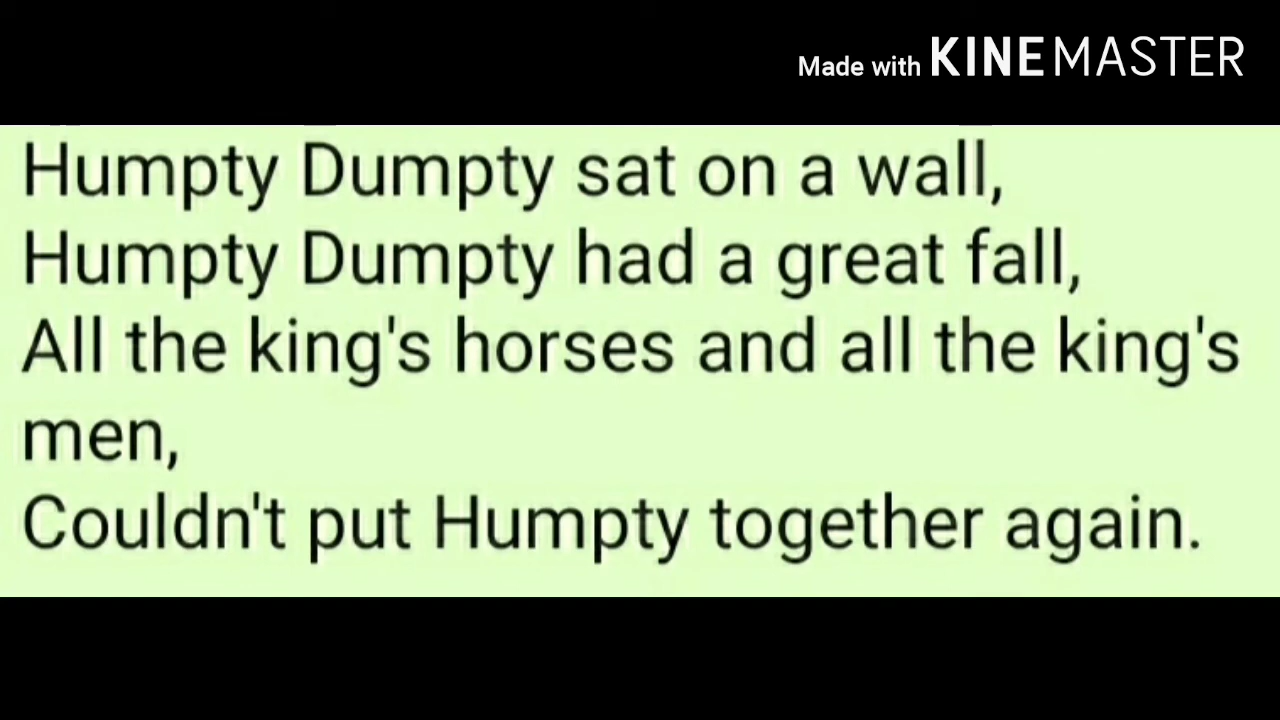 Made with KINEMASTER
Humpty Dumpty sat on a wall,
Humpty Dumpty had a great fall,
All the king's horses and all the king's
men,
Couldn't put Humpty together again.